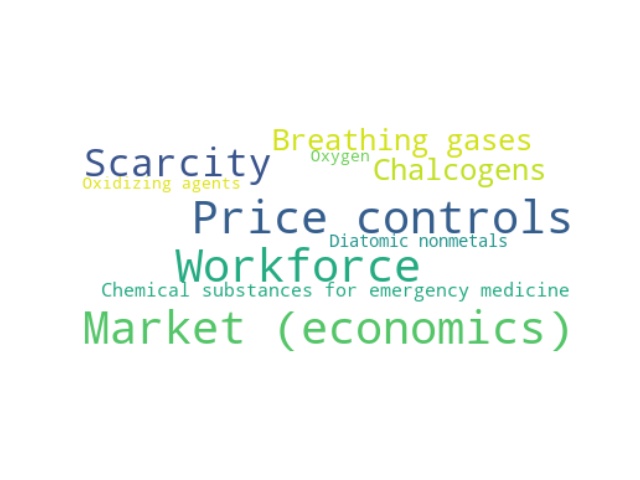 Breathing gases
Scarcity
Oxygen
Chalcogens
Oxidizing agents
Price controls
Diatomic nonmetals
Workforce
Chemical substances for emergency medicine
Market (economics)